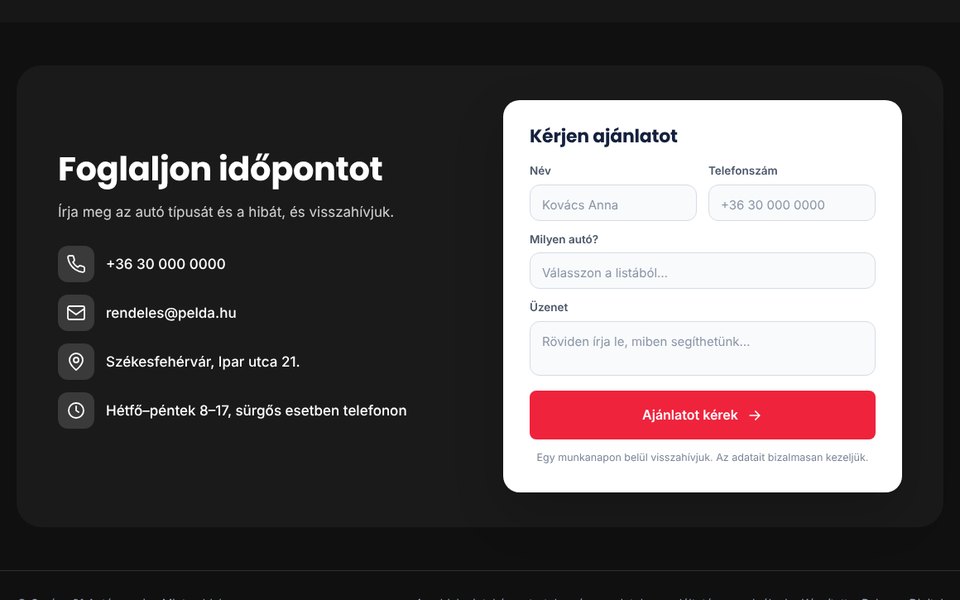 Foglaljon időpontot
Írja meg az autó típusát és a hibát, és visszahívjuk.
+36 30 000 0000
rendeles@pelda.hu
Székesfehérvár, Ipar utca 21.
Hétfő–péntek 8–17, sürgős esetben telefonon
Kérjen ajánlatot
Név
Telefonszám
Kovács Anna
+36 30 000 0000
Milyen autó?
Válasszon a listából...
Üzenet
Röviden írja le, miben segíthetünk...
Ajánlatot kérek →
Egy munkanapon belül visszahívjuk. Az adatait bizalmasan kezeljük.